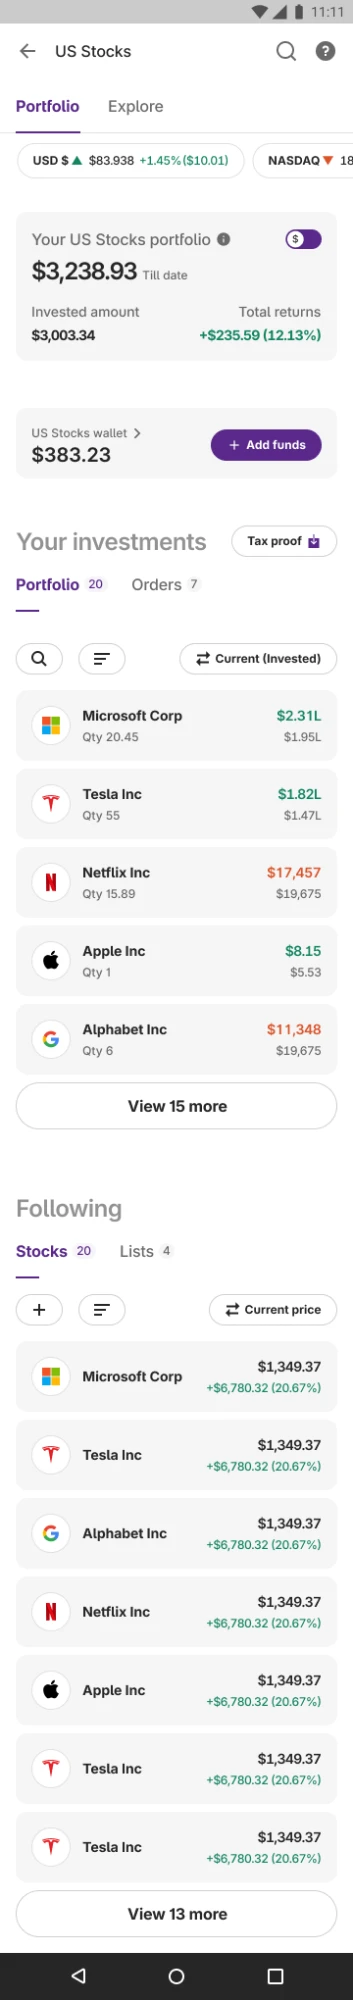 11:11
US Stocks
?
Portfolio Explore
USD $ ▲ $83.938 +1.45%($10.01) NASDAQ ▼ 18
Your US Stocks portfolio
$
$3,238.93 Till date
Invested amount Total returns
$3,003.34 +$235.59 (12.13%)
US Stocks wallet >
$383.23
+ Add funds
Your investments Tax proof
Portfolio 20 Orders 7
Current (Invested)
Microsoft Corp $2.31L
Qty 20.45 $1.95L
Tesla Inc $1.82L
Qty 55 $1.47L
Netflix Inc $17,457
Qty 15.89 $19,675
Apple Inc $8.15
Qty 1 $5.53
Alphabet Inc $11,348
Qty 6 $19,675
View 15 more
Following
Stocks 20 Lists 4
+ Current price
Microsoft Corp $1,349.37
+$6,780.32 (20.67%)
Tesla Inc $1,349.37
+$6,780.32 (20.67%)
Alphabet Inc $1,349.37
+$6,780.32 (20.67%)
Netflix Inc $1,349.37
+$6,780.32 (20.67%)
Apple Inc $1,349.37
+$6,780.32 (20.67%)
Tesla Inc $1,349.37
+$6,780.32 (20.67%)
Tesla Inc $1,349.37
+$6,780.32 (20.67%)
View 13 more